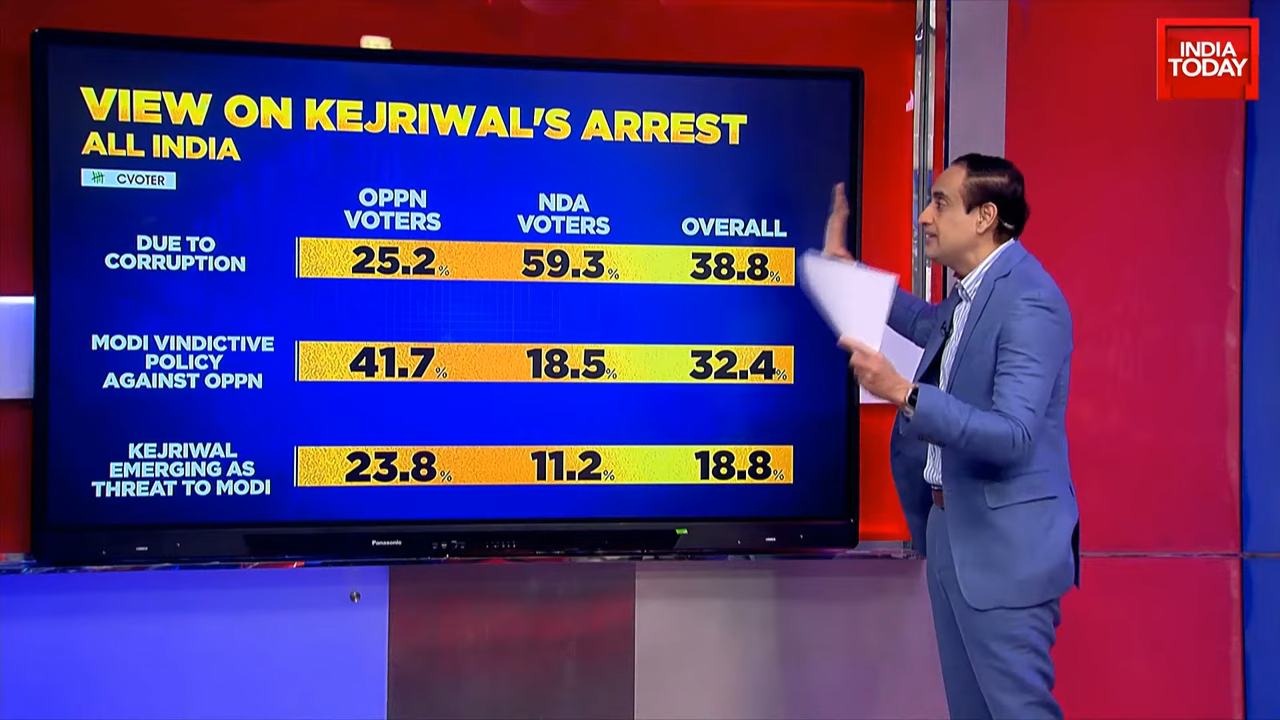 INDIA
TODAY
VIEW ON KEJRIWAL'S ARREST
ALL INDIA
CVOTER
OPPN
VOTERS
NDA
VOTERS
OVERALL
DUE TO
CORRUPTION
25.2%
59.3%
38.8%
MODI VINDICTIVE
POLICY
AGAINST OPPN
41.7%
18.5%
32.4%
KEJRIWAL
EMERGING AS
THREAT TO MODI
23.8%
11.2%
18.8%
Panasonic